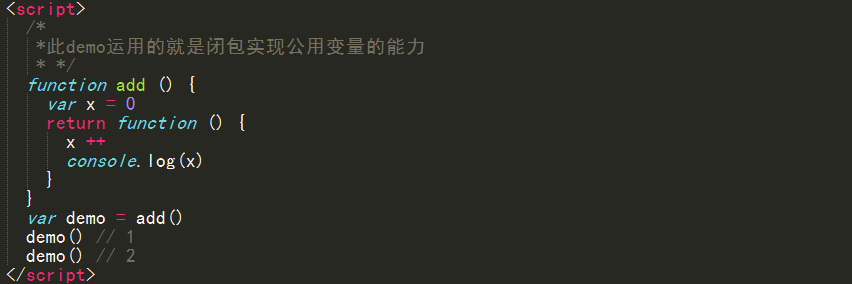 <script>
/*
*此demo运用的就是闭包实现公用变量的能力
* */
function add () {
var x = 0
return function () {
x ++
console.log(x)
}
}
var demo = add()
demo() // 1
demo() // 2
</script>